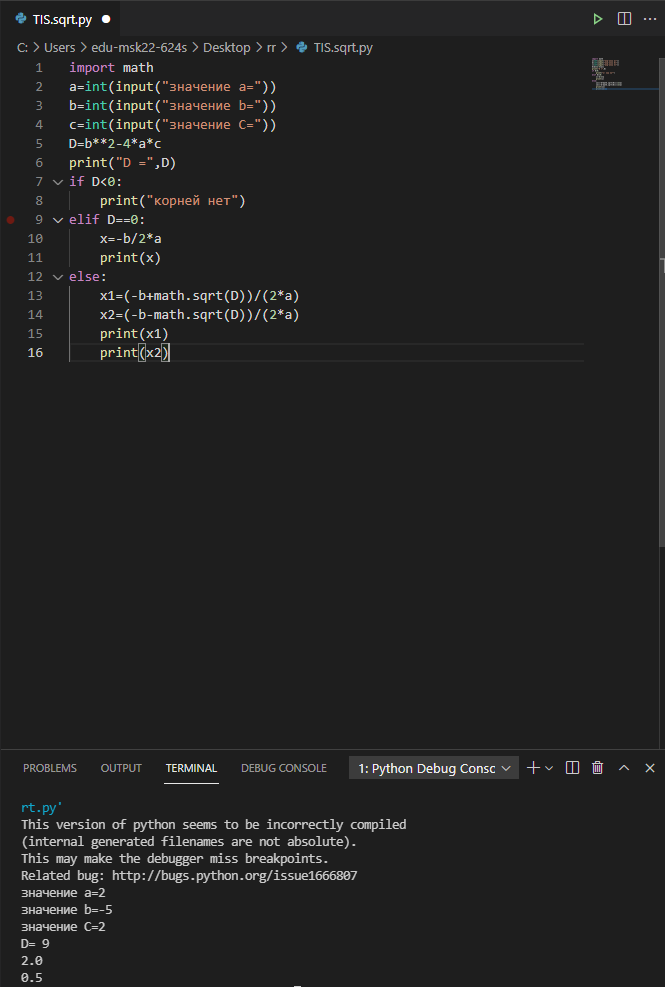 TIS.sqrt.py
C: > Users > edu-msk22-624s > Desktop > rr > TIS.sqrt.py
1 import math
2 a=int(input("значение a="))
3 b=int(input("значение b="))
4 c=int(input("значение C="))
5 D=b**2-4*a*c
6 print("D =",D)
7 if D<0:
8 print("корней нет")
9 elif D==0:
10 x=-b/2*a
11 print(x)
12 else:
13 x1=(-b+math.sqrt(D))/(2*a)
14 x2=(-b-math.sqrt(D))/(2*a)
15 print(x1)
16 print(x2)
PROBLEMS OUTPUT TERMINAL DEBUG CONSOLE 1: Python Debug Consc
rt.py'
This version of python seems to be incorrectly compiled
(internal generated filenames are not absolute).
This may make the debugger miss breakpoints.
Related bug: http://bugs.python.org/issue1666807
значение a=2
значение b=-5
значение C=2
D= 9
2.0
0.5